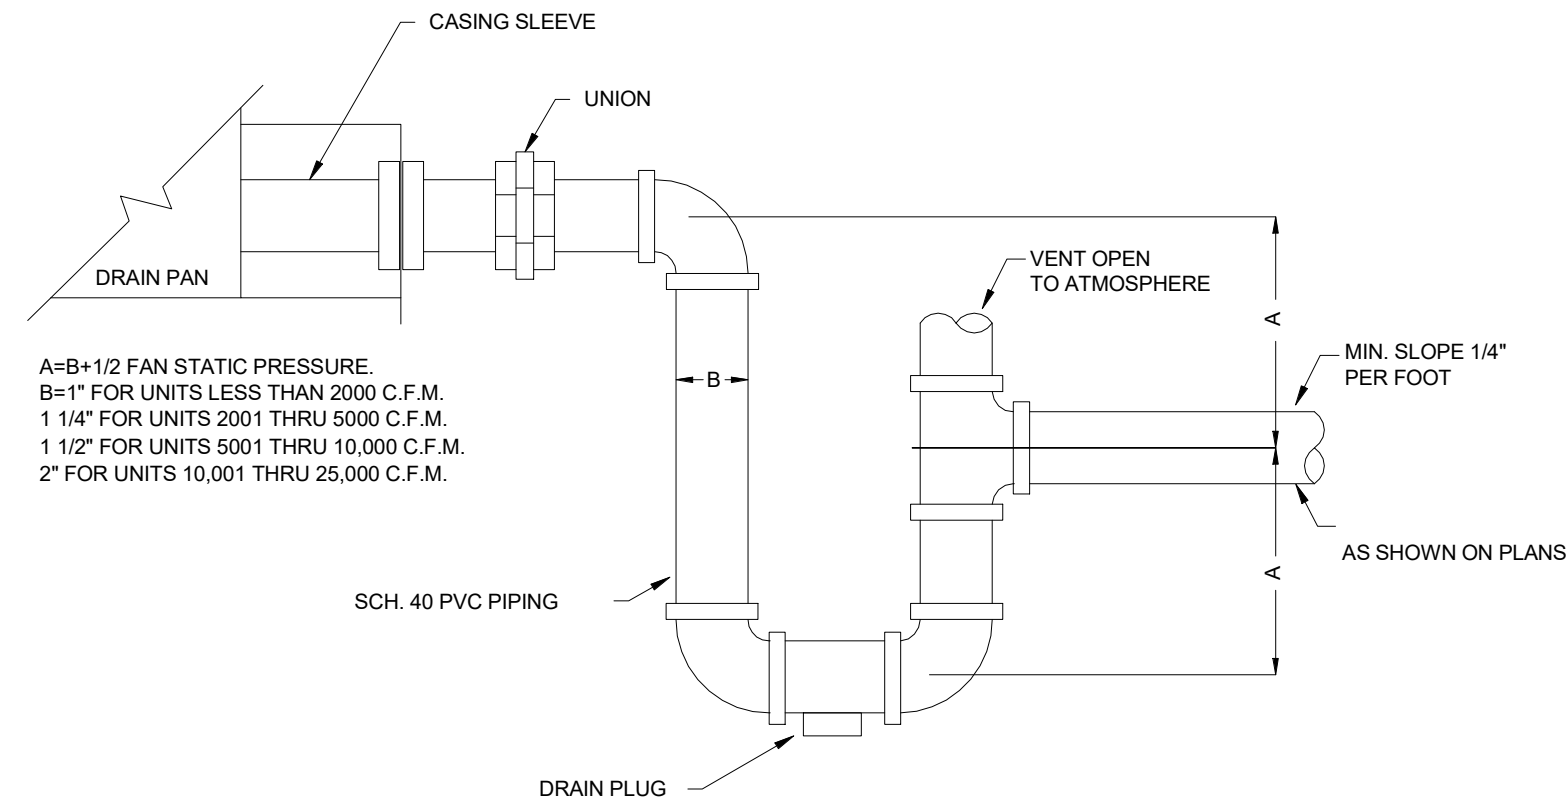 CASING SLEEVE
UNION
DRAIN PAN
VENT OPEN
TO ATMOSPHERE
A
MIN. SLOPE 1/4"
PER FOOT
A=B+1/2 FAN STATIC PRESSURE.
B=1" FOR UNITS LESS THAN 2000 C.F.M.
1 1/4" FOR UNITS 2001 THRU 5000 C.F.M.
1 1/2" FOR UNITS 5001 THRU 10,000 C.F.M.
2" FOR UNITS 10,001 THRU 25,000 C.F.M.
B
AS SHOWN ON PLANS
A
SCH. 40 PVC PIPING
DRAIN PLUG